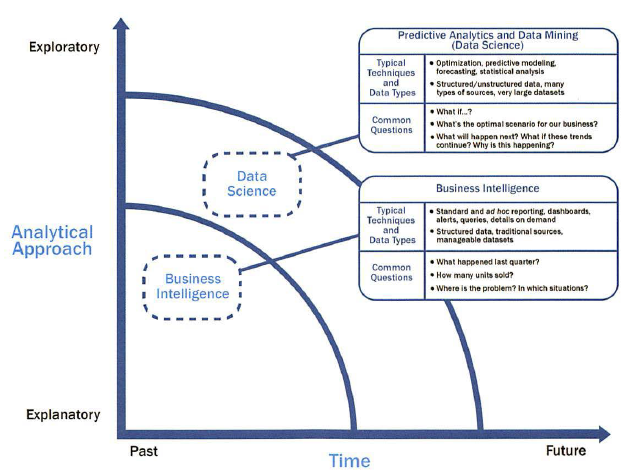 Exploratory
Predictive Analytics and Data Mining
(Data Science)
Typical
Techniques
and
Data Types
• Optimization, predictive modeling,
forecasting, statistical analysis
• Structured/unstructured data, many
types of sources, very large datasets
Common
Questions
• What if...?
• What's the optimal scenario for our business?
• What will happen next? What if these trends
continue? Why is this happening?
Data
Science
Business Intelligence
Typical
Techniques
and
Data Types
• Standard and ad hoc reporting, dashboards,
alerts, queries, details on demand
• Structured data, traditional sources,
manageable datasets
Common
Questions
• What happened last quarter?
• How many units sold?
• Where is the problem? In which situations?
Analytical
Approach
Business
Intelligence
Explanatory
Past
Time
Future